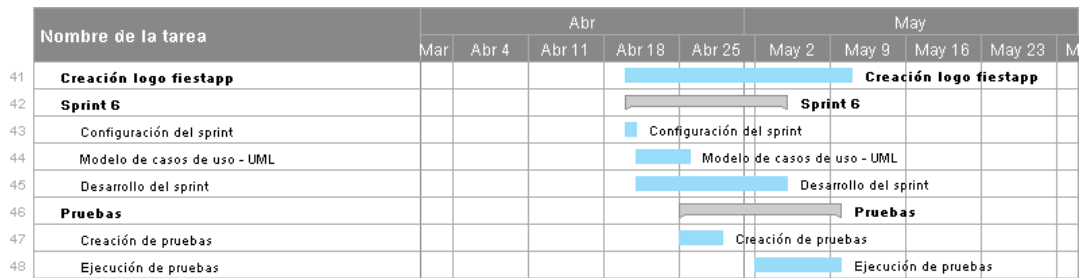 Abr May
Nombre de la tarea
Mar Abr 4 Abr 11 Abr 18 Abr 25 May 2 May 9 May 16 May 23 M
41 Creación logo fiestapp Creación logo fiestapp
42 Sprint 6 Sprint 6
43 Configuración del sprint Configuración del sprint
44 Modelo de casos de uso - UML Modelo de casos de uso - UML
45 Desarrollo del sprint Desarrollo del sprint
46 Pruebas Pruebas
47 Creación de pruebas Creación de pruebas
48 Ejecución de pruebas Ejecución de pruebas